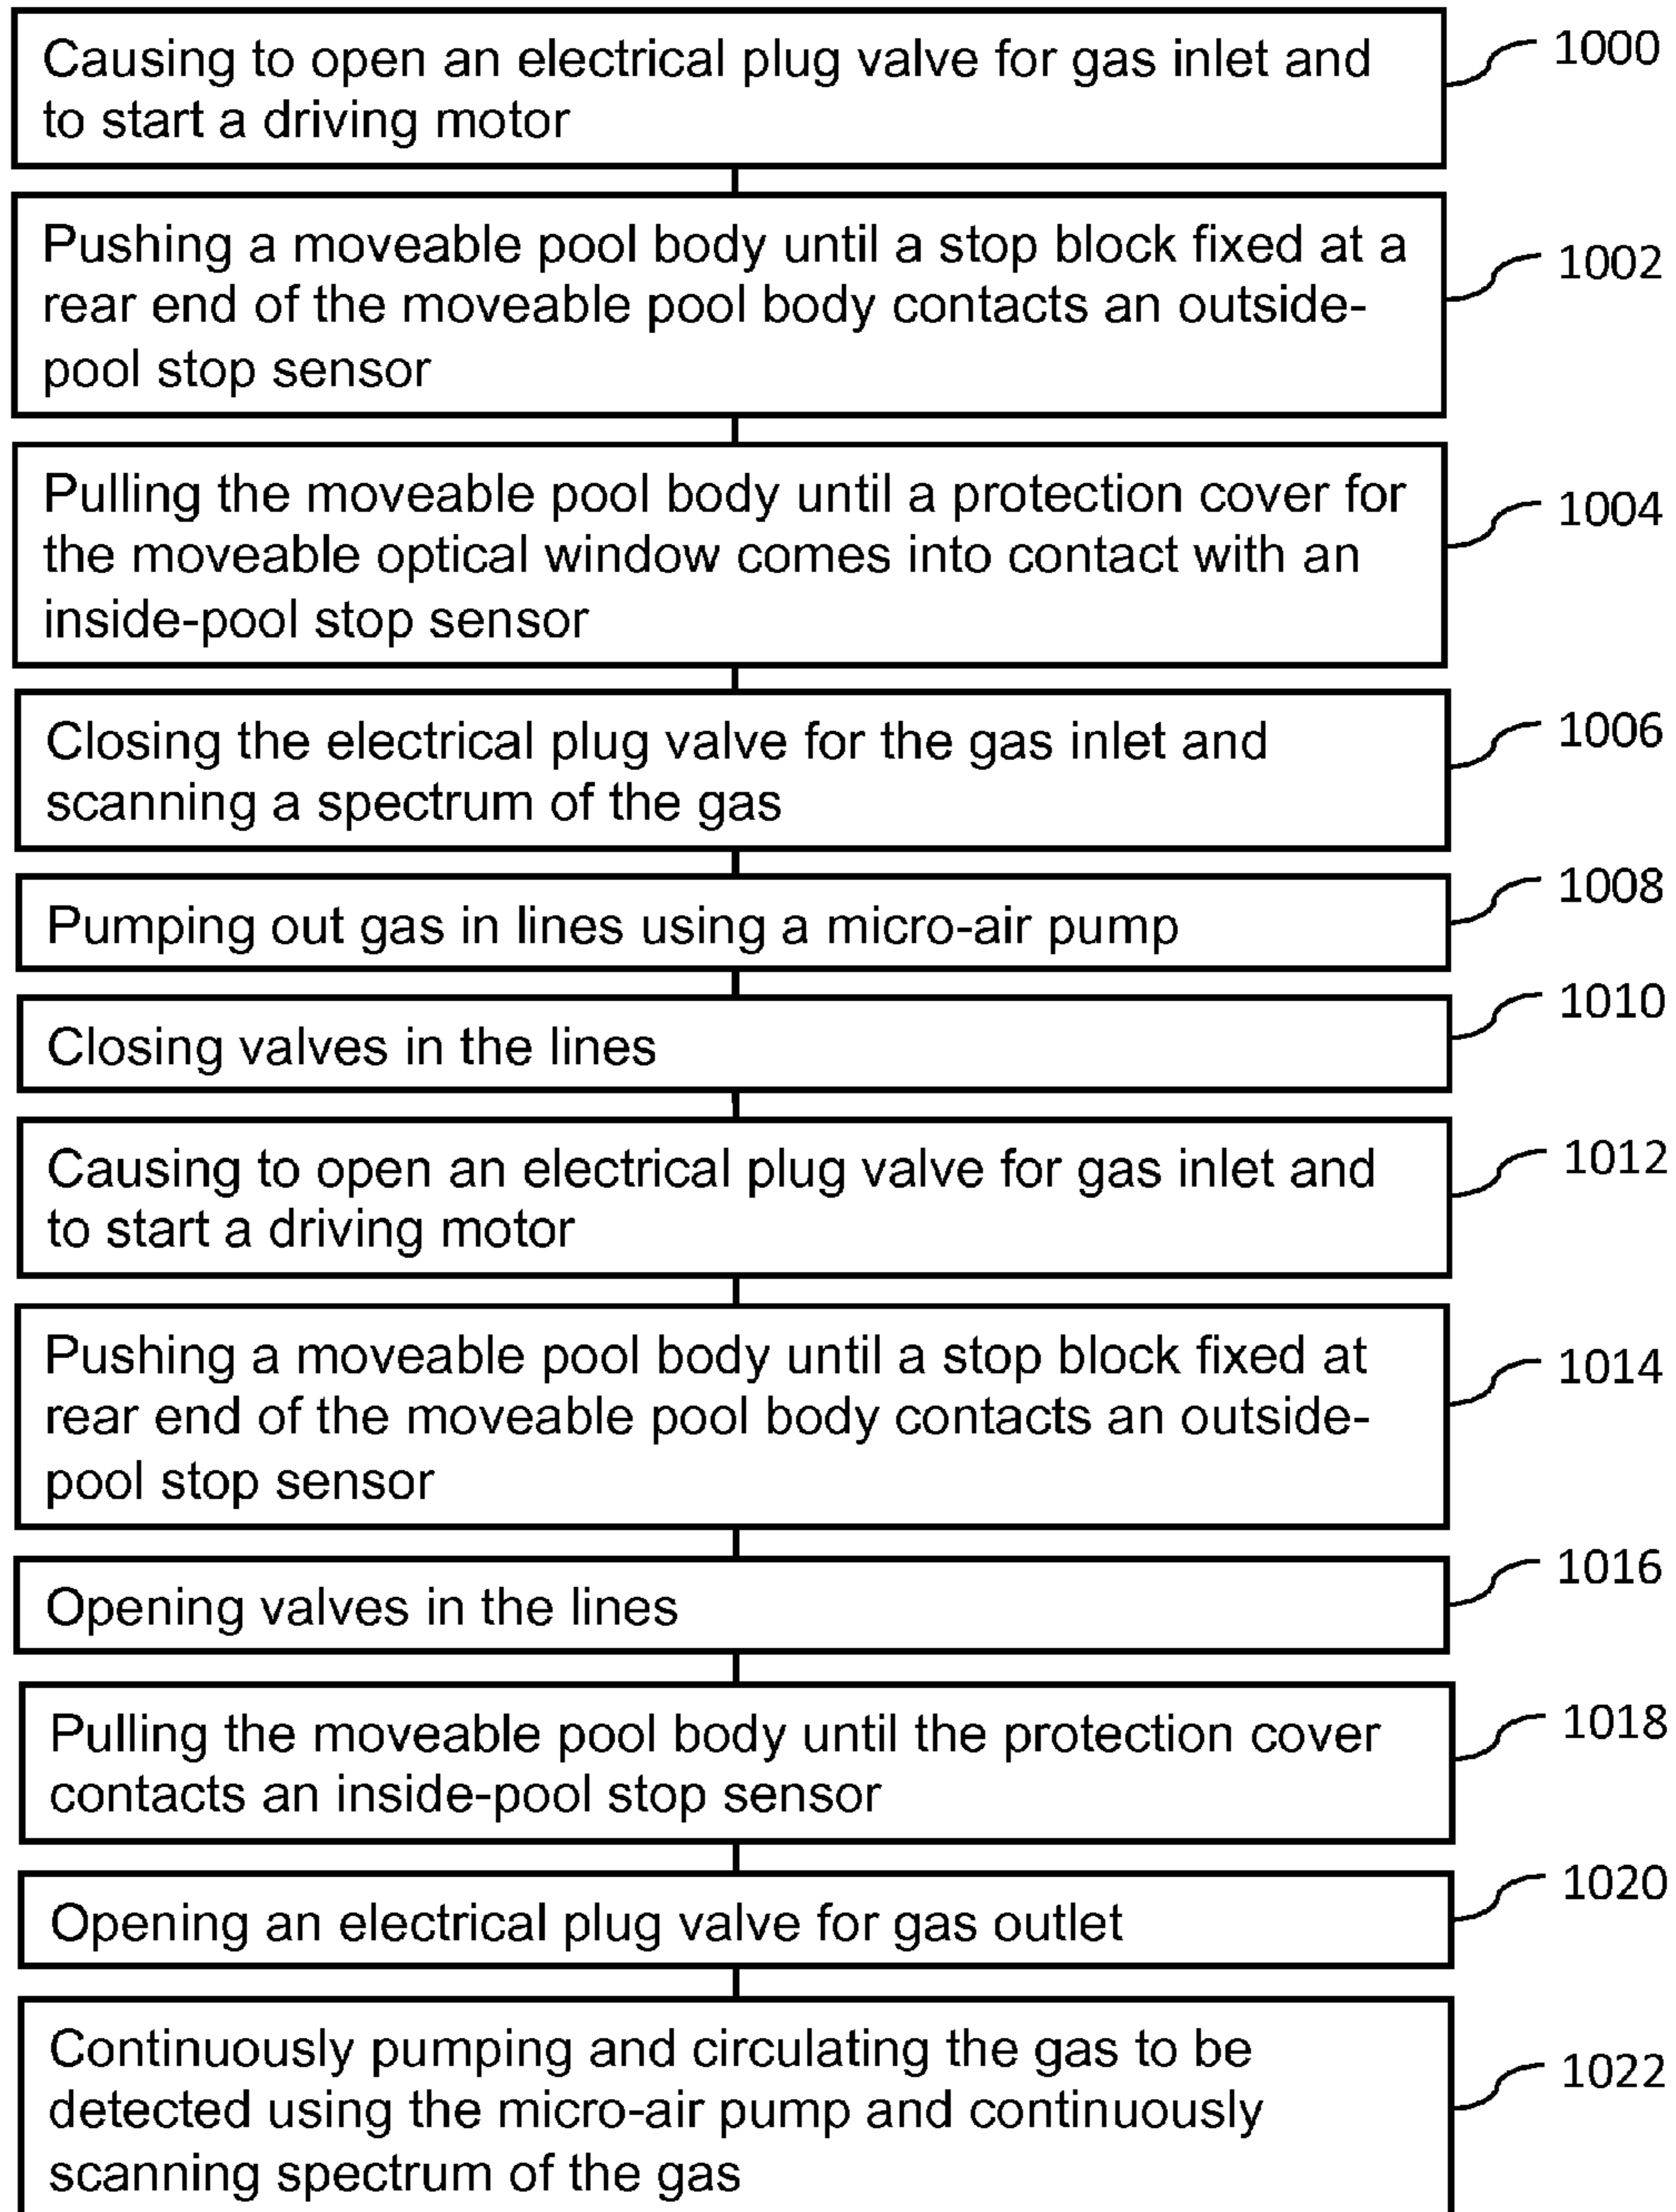 Causing to open an electrical plug valve for gas inlet and
to start a driving motor
1000
Pushing a moveable pool body until a stop block fixed at a
rear end of the moveable pool body contacts an outside-
pool stop sensor
1002
Pulling the moveable pool body until a protection cover for
the moveable optical window comes into contact with an
inside-pool stop sensor
1004
Closing the electrical plug valve for the gas inlet and
scanning a spectrum of the gas
1006
Pumping out gas in lines using a micro-air pump
1008
Closing valves in the lines
1010
Causing to open an electrical plug valve for gas inlet and
to start a driving motor
1012
Pushing a moveable pool body until a stop block fixed at
rear end of the moveable pool body contacts an outside-
pool stop sensor
1014
Opening valves in the lines
1016
Pulling the moveable pool body until the protection cover
contacts an inside-pool stop sensor
1018
Opening an electrical plug valve for gas outlet
1020
Continuously pumping and circulating the gas to be
detected using the micro-air pump and continuously
scanning spectrum of the gas
1022